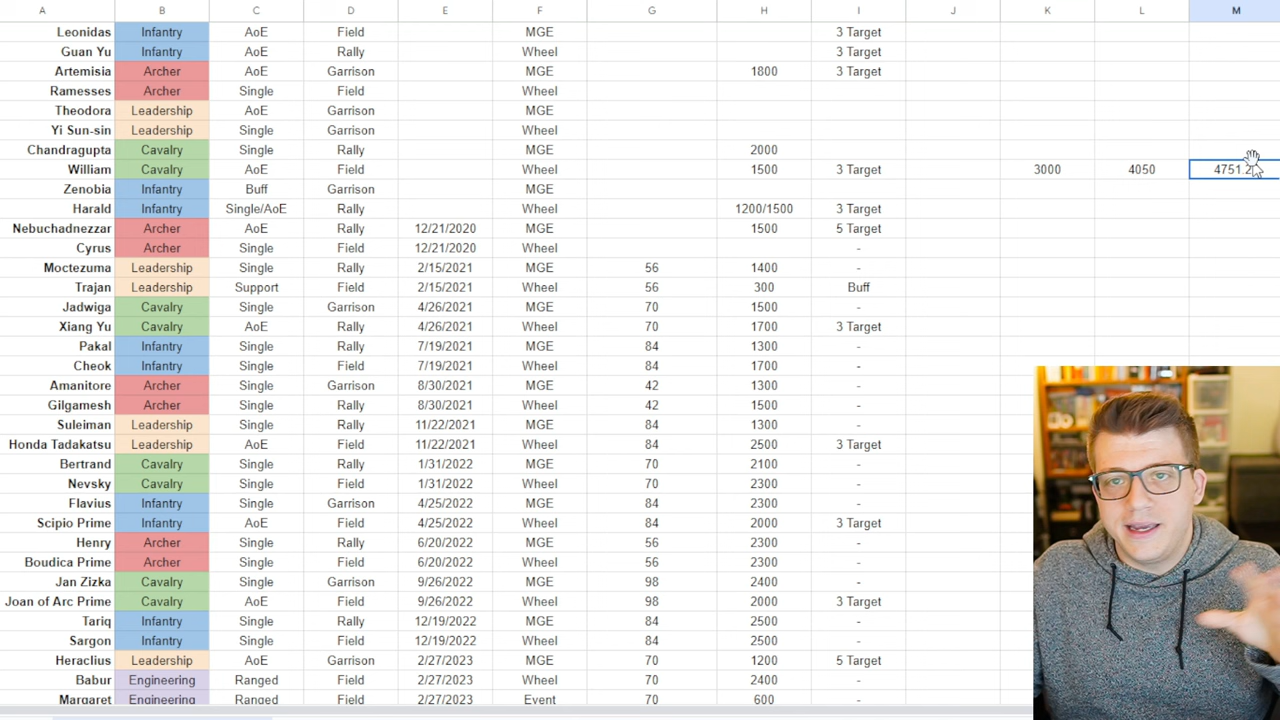 A B C D E F G H I J K L M
Leonidas Infantry AoE Field MGE 3 Target
Guan Yu Infantry AoE Rally Wheel 3 Target
Artemisia Archer AoE Garrison MGE 1800 3 Target
Ramesses Archer Single Field Wheel
Theodora Leadership AoE Garrison MGE
Yi Sun-sin Leadership Single Garrison Wheel
Chandragupta Cavalry Single Rally MGE 2000
William Cavalry AoE Field Wheel 1500 3 Target 3000 4050
Zenobia Infantry Buff Garrison MGE
Harald Infantry Single/AoE Rally Wheel 1200/1500 3 Target
Nebuchadnezzar Archer AoE Rally 12/21/2020 MGE 1500 5 Target
Cyrus Archer Single Field 12/21/2020 Wheel -
Moctezuma Leadership Single Rally 2/15/2021 MGE 56 1400 -
Trajan Leadership Support Field 2/15/2021 Wheel 56 300 Buff
Jadwiga Cavalry Single Garrison 4/26/2021 MGE 70 1500 -
Xiang Yu Cavalry AoE Rally 4/26/2021 Wheel 70 1700 3 Target
Pakal Infantry Single Rally 7/19/2021 MGE 84 1300 -
Cheok Infantry Single Field 7/19/2021 Wheel 84 1700 -
Amanitore Archer Single Garrison 8/30/2021 MGE 42 1300 -
Gilgamesh Archer Single Rally 8/30/2021 Wheel 42 1500 -
Suleiman Leadership Single Rally 11/22/2021 MGE 84 1300 -
Honda Tadakatsu Leadership AoE Field 11/22/2021 Wheel 84 2500 3 Target
Bertrand Cavalry Single Rally 1/31/2022 MGE 70 2100 -
Nevsky Cavalry Single Field 1/31/2022 Wheel 70 2300 -
Flavius Infantry Single Garrison 4/25/2022 MGE 84 2300 -
Scipio Prime Infantry AoE Field 4/25/2022 Wheel 84 2000 3 Target
Henry Archer Single Rally 6/20/2022 MGE 56 2300 -
Boudica Prime Archer Single Field 6/20/2022 Wheel 56 2300 -
Jan Zizka Cavalry Single Garrison 9/26/2022 MGE 98 2400 -
Joan of Arc Prime Cavalry AoE Field 9/26/2022 Wheel 98 2000 3 Target
Tariq Infantry Single Rally 12/19/2022 MGE 84 2500 -
Sargon Infantry Single Field 12/19/2022 Wheel 84 2500 -
Heraclius Leadership AoE Garrison 2/27/2023 MGE 70 1200 5 Target
Babur Engineering Ranged Field 2/27/2023 Wheel 70 2400 -
Margaret Engineering Ranged Field 2/27/2023 Event 70 600 -